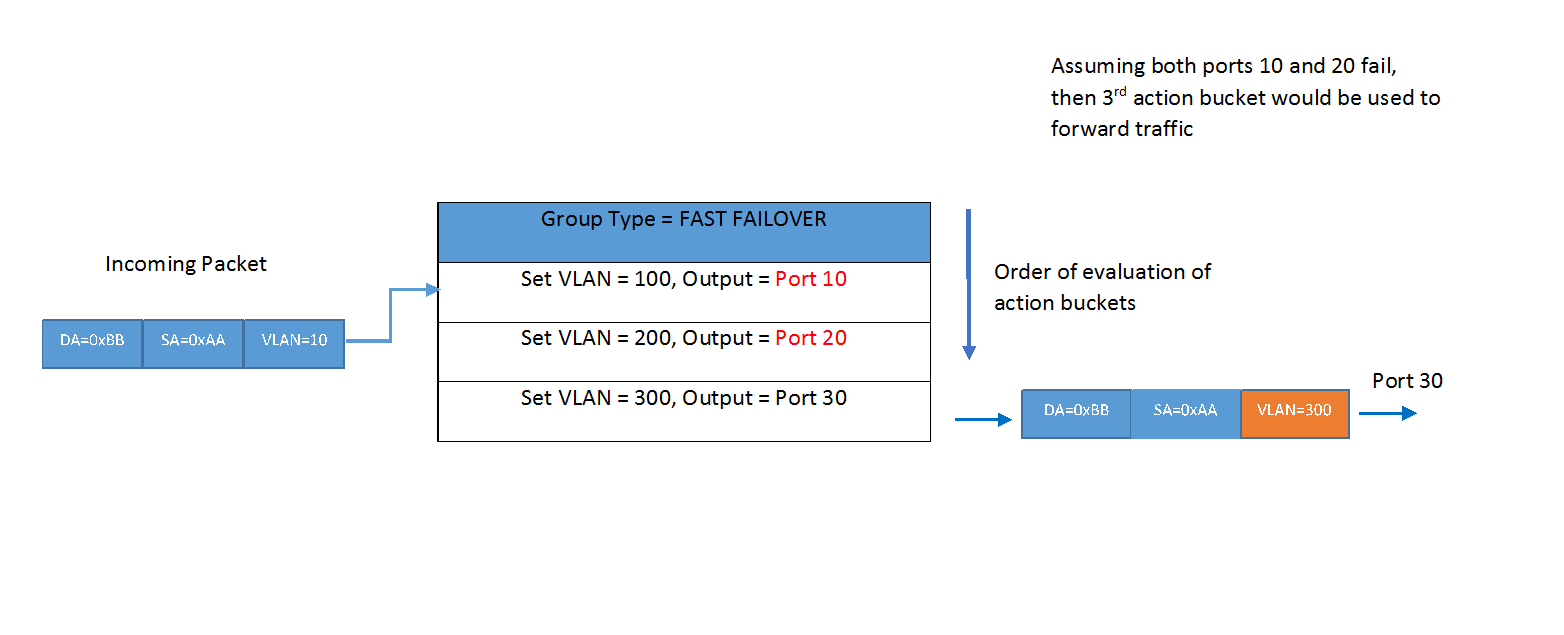 Assuming both ports 10 and 20 fail,
then 3rd action bucket would be used to
forward traffic
Group Type = FAST FAILOVER
Incoming Packet
Set VLAN = 100, Output = Port 10
Order of evaluation of
action buckets
DA=0xBB SA=0xAA VLAN=10
Set VLAN = 200, Output = Port 20
Set VLAN = 300, Output = Port 30
Port 30
DA=0xBB SA=0xAA VLAN=300